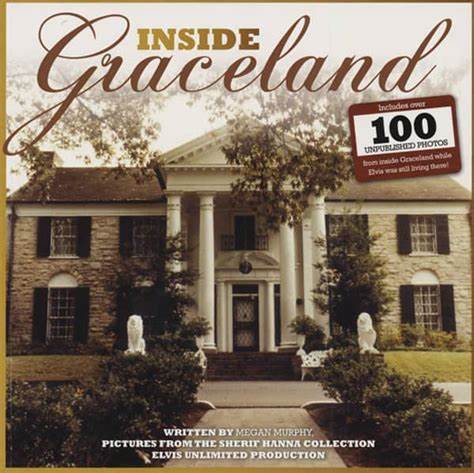 INSIDE
Graceland
Includes over
100
UNPUBLISHED PHOTOS
from inside Graceland while
Elvis was still living there!
WRITTEN BY MEGAN MURPHY,
PICTURES FROM THE SHERIF HANNA COLLECTION
ELVIS UNLIMITED PRODUCTION